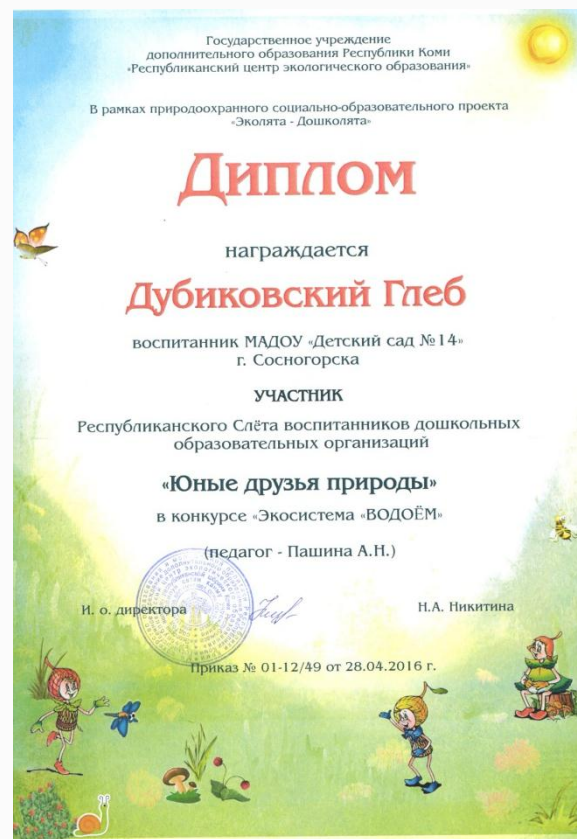 Государственное учреждение
дополнительного образования Республики Коми
«Республиканский центр экологического образования»
В рамках природоохранного социально-образовательного проекта
«Эколята - Дошколята»
Диплом
награждается
Дубиковский Глеб
воспитанник МАДОУ «Детский сад №14»
г. Сосногорска
УЧАСТНИК
Республиканского Слёта воспитанников дошкольных
образовательных организаций
«Юные друзья природы»
в конкурсе «Экосистема «ВОДОЁМ»
(педагог - Пашина А.Н.)
И. о. директора
Н.А. Никитина
Приказ № 01-12/49 от 28.04.2016 г.